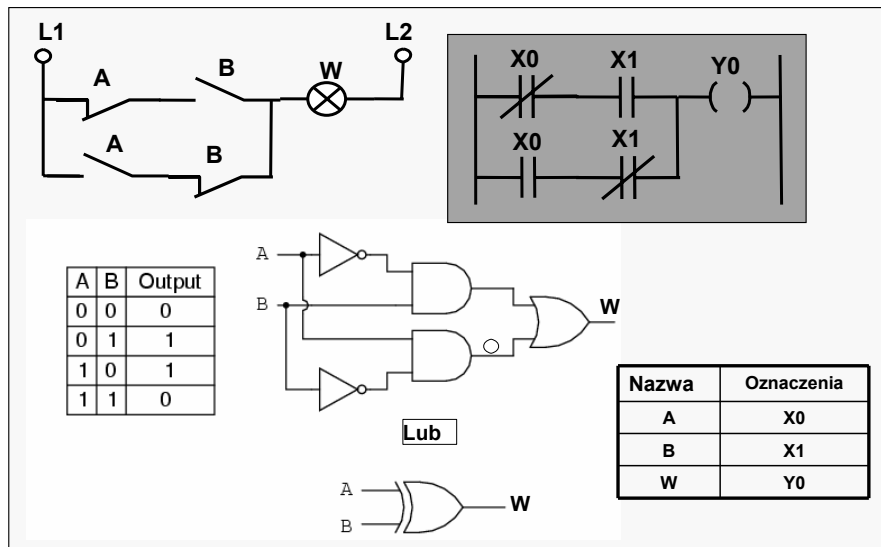 L1
L2
A
B
W
A
B
X0
X1
Y0
X0
X1
A B Output
0 0 0
0 1 1
1 0 1
1 1 0
A
B
W
Lub
A
B
W
Nazwa Oznaczenia
A X0
B X1
W Y0